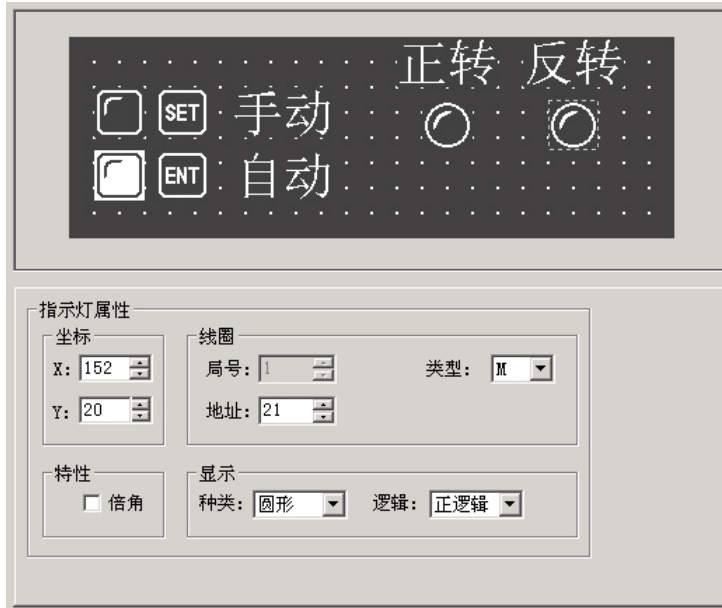 正转 反转
SET 手动
ENT 自动
指示灯属性
坐标
X: 152
Y: 20
线圈
局号: 1 类型: M
地址: 21
特性
倍角
显示
种类: 圆形 逻辑: 正逻辑